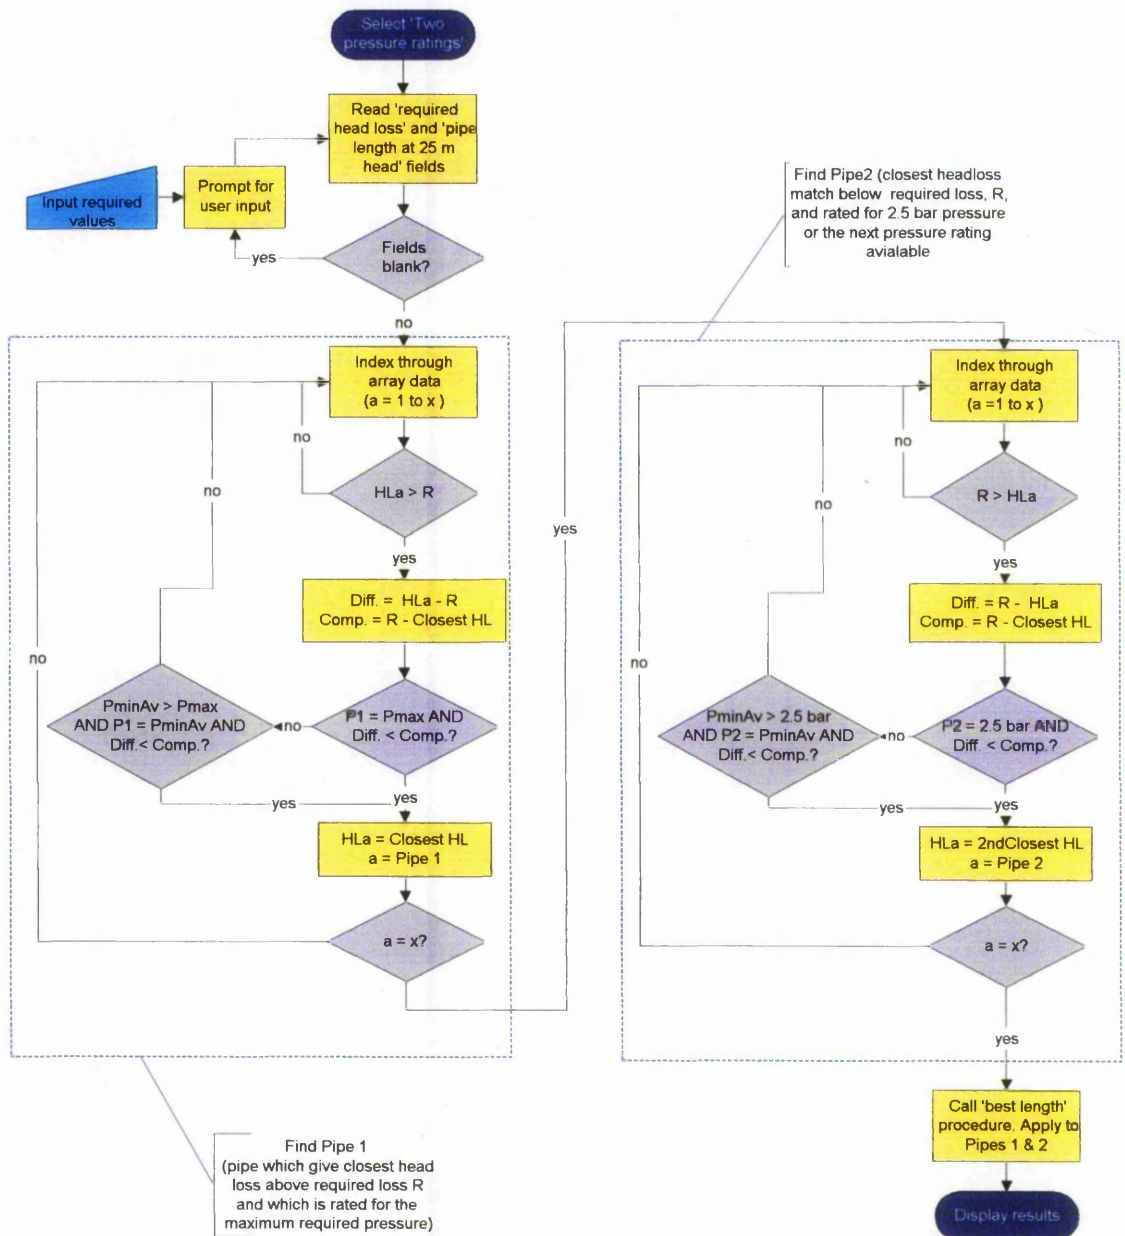 Select 'Two
pressure ratings'
Read 'required
head loss' and 'pipe
length at 25 m
head' fields
Prompt for
user input
Input required
values
Fields
blank?
yes
no
Index through
array data
(a = 1 to x )
no
HLa > R
no
yes
Diff. = HLa - R
Comp. = R - Closest HL
no
PminAv > Pmax
AND P1 = PminAv AND
Diff.< Comp.?
no
P1 = Pmax AND
Diff. < Comp.?
yes
yes
HLa = Closest HL
a = Pipe 1
a = x?
yes
Find Pipe 1
(pipe which give closest head
loss above required loss R
and which is rated for the
maximum required pressure)
Find Pipe2 (closest headloss
match below required loss, R,
and rated for 2.5 bar pressure
or the next pressure rating
avialable
Index through
array data
(a =1 to x )
no
R > HLa
no
yes
Diff. = R - HLa
Comp. = R - Closest HL
no
PminAv > 2.5 bar
AND P2 = PminAv AND
Diff.< Comp.?
no
P2 = 2.5 bar AND
Diff. < Comp.?
yes
yes
HLa = 2ndClosest HL
a = Pipe 2
a = x?
yes
Call 'best length'
procedure. Apply to
Pipes 1 & 2
Display results